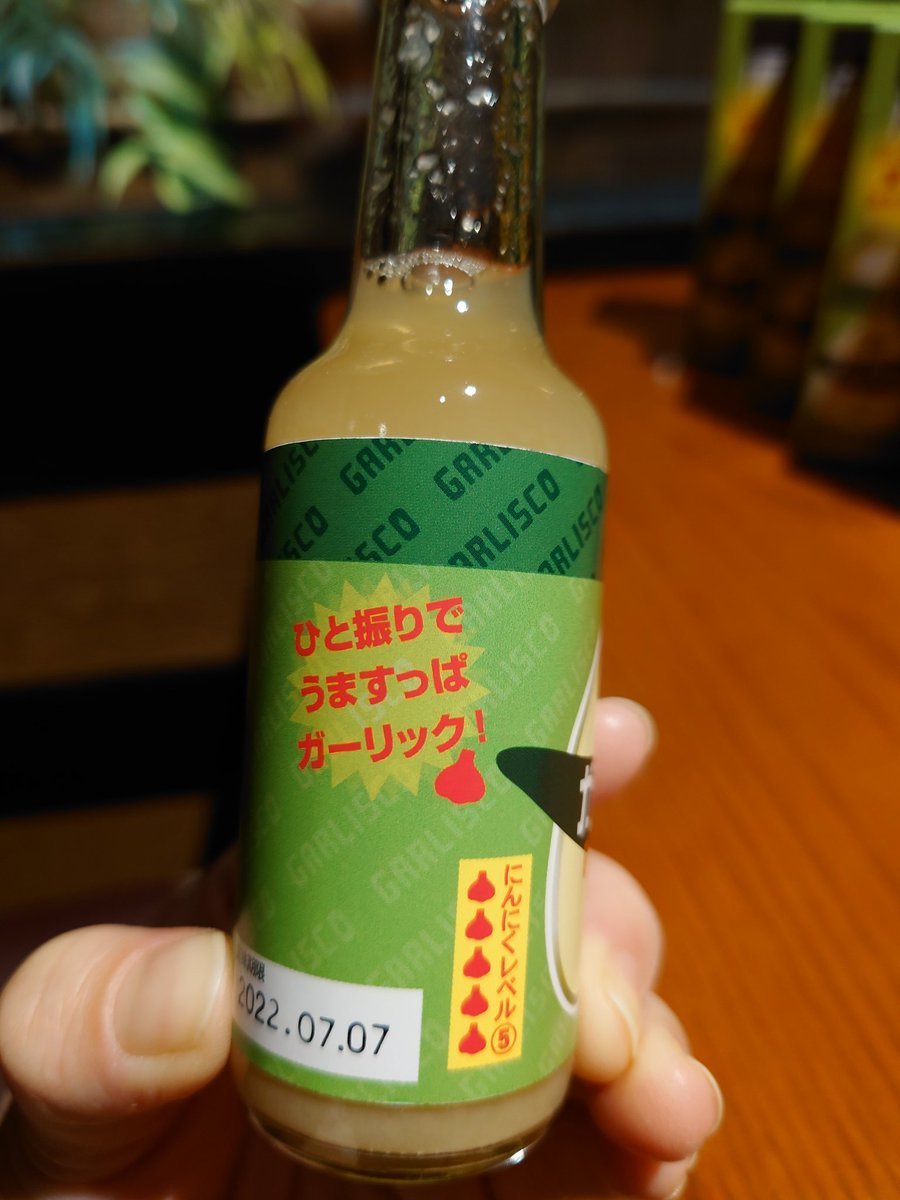 GARLISCO
ひと振りで
うますっぱ
ガーリック!
にんにくレベル⑤
2022.07.07